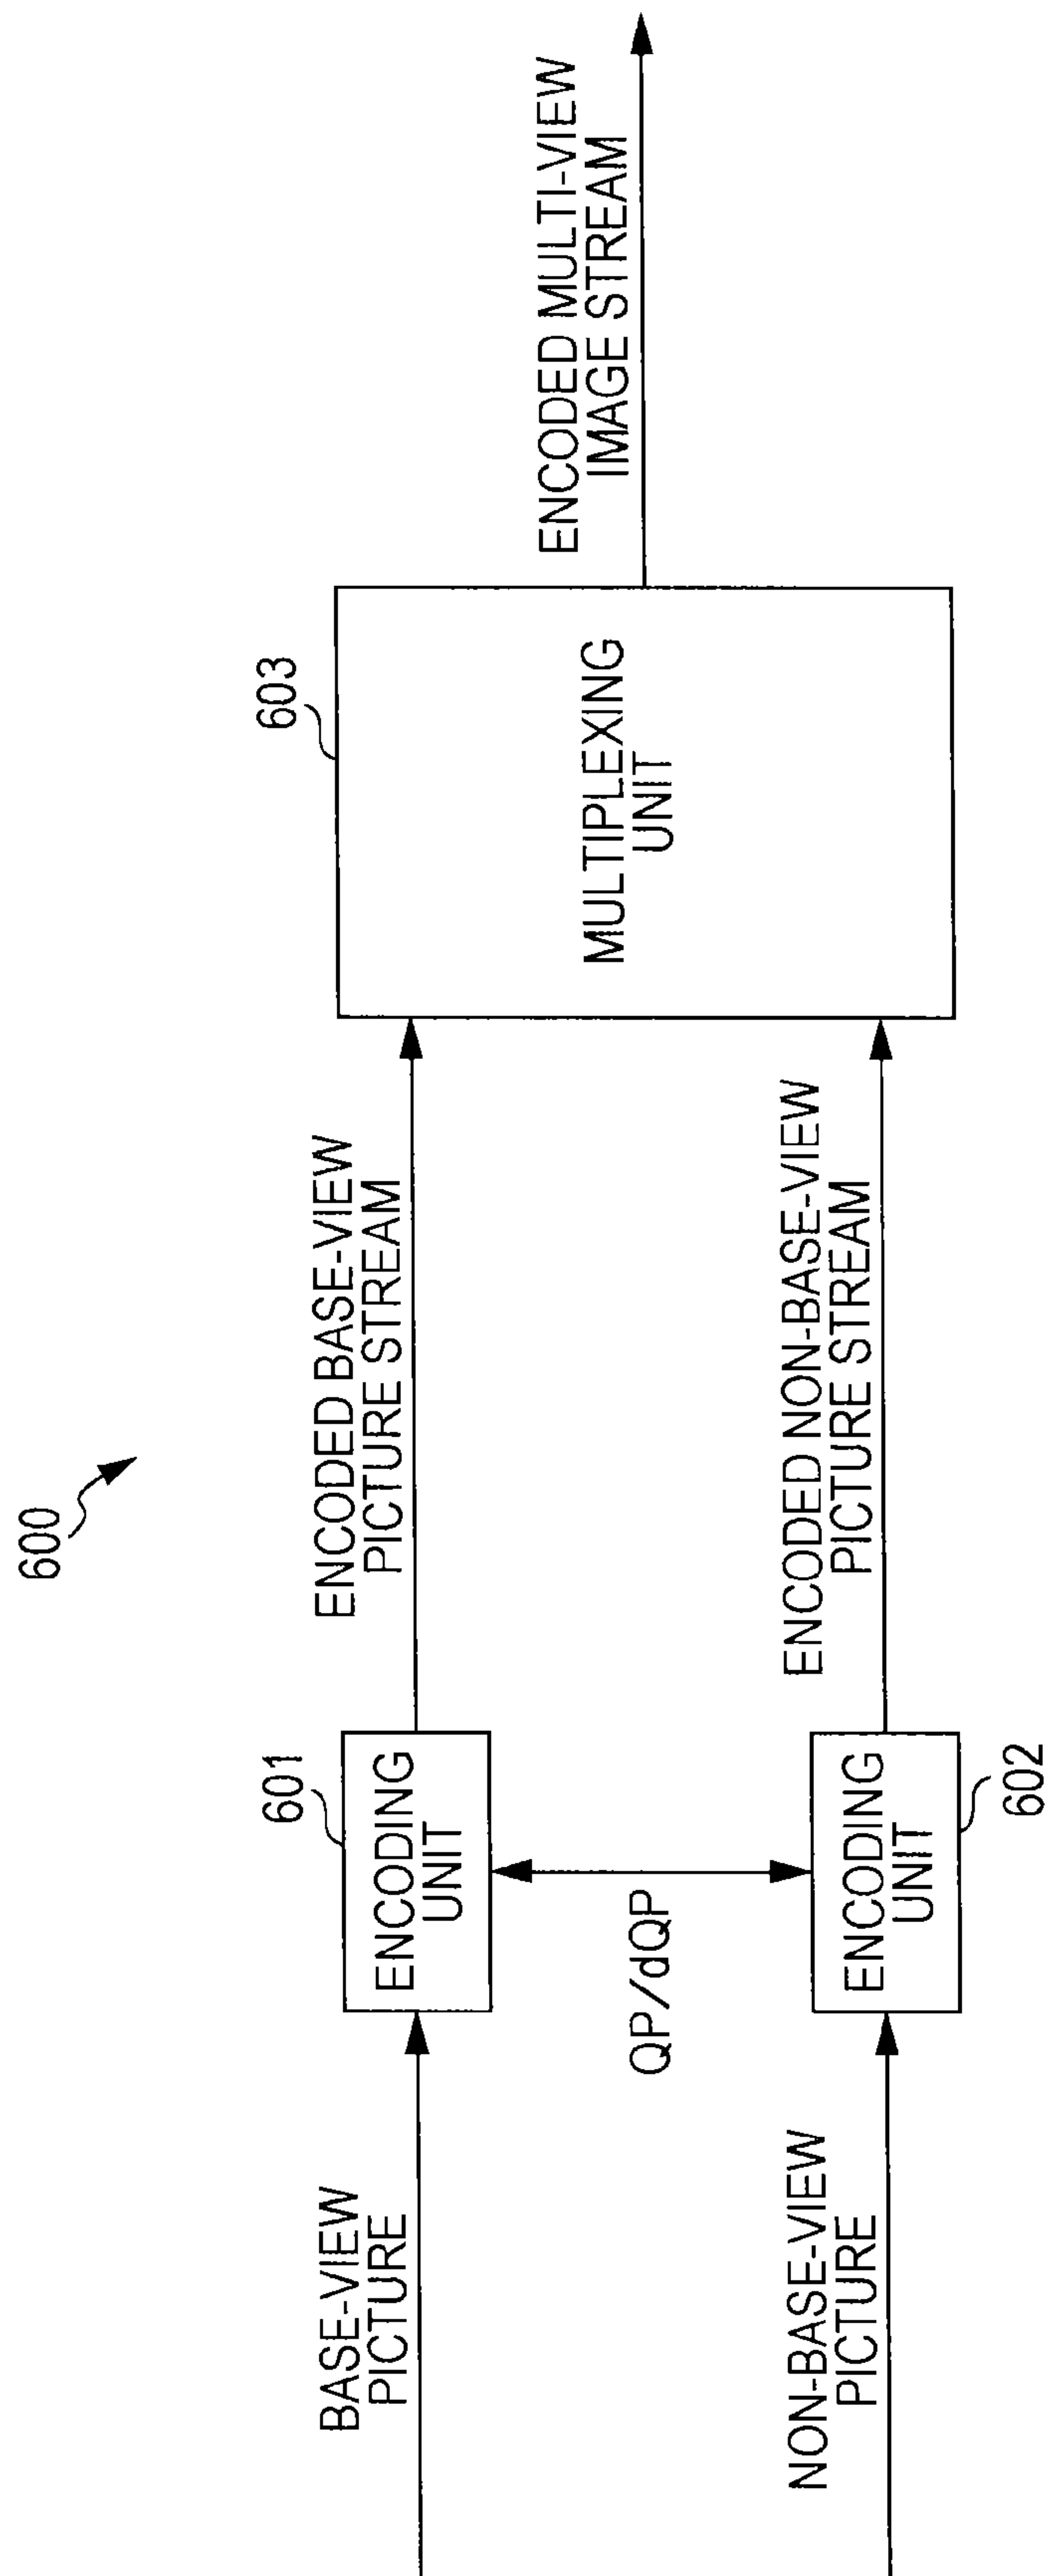 600
BASE-VIEW
PICTURE
601
ENCODING
UNIT
ENCODED BASE-VIEW
PICTURE STREAM
QP/dQP
NON-BASE-VIEW
PICTURE
ENCODING
UNIT
602
ENCODED NON-BASE-VIEW
PICTURE STREAM
603
MULTIPLEXING
UNIT
ENCODED MULTI-VIEW
IMAGE STREAM